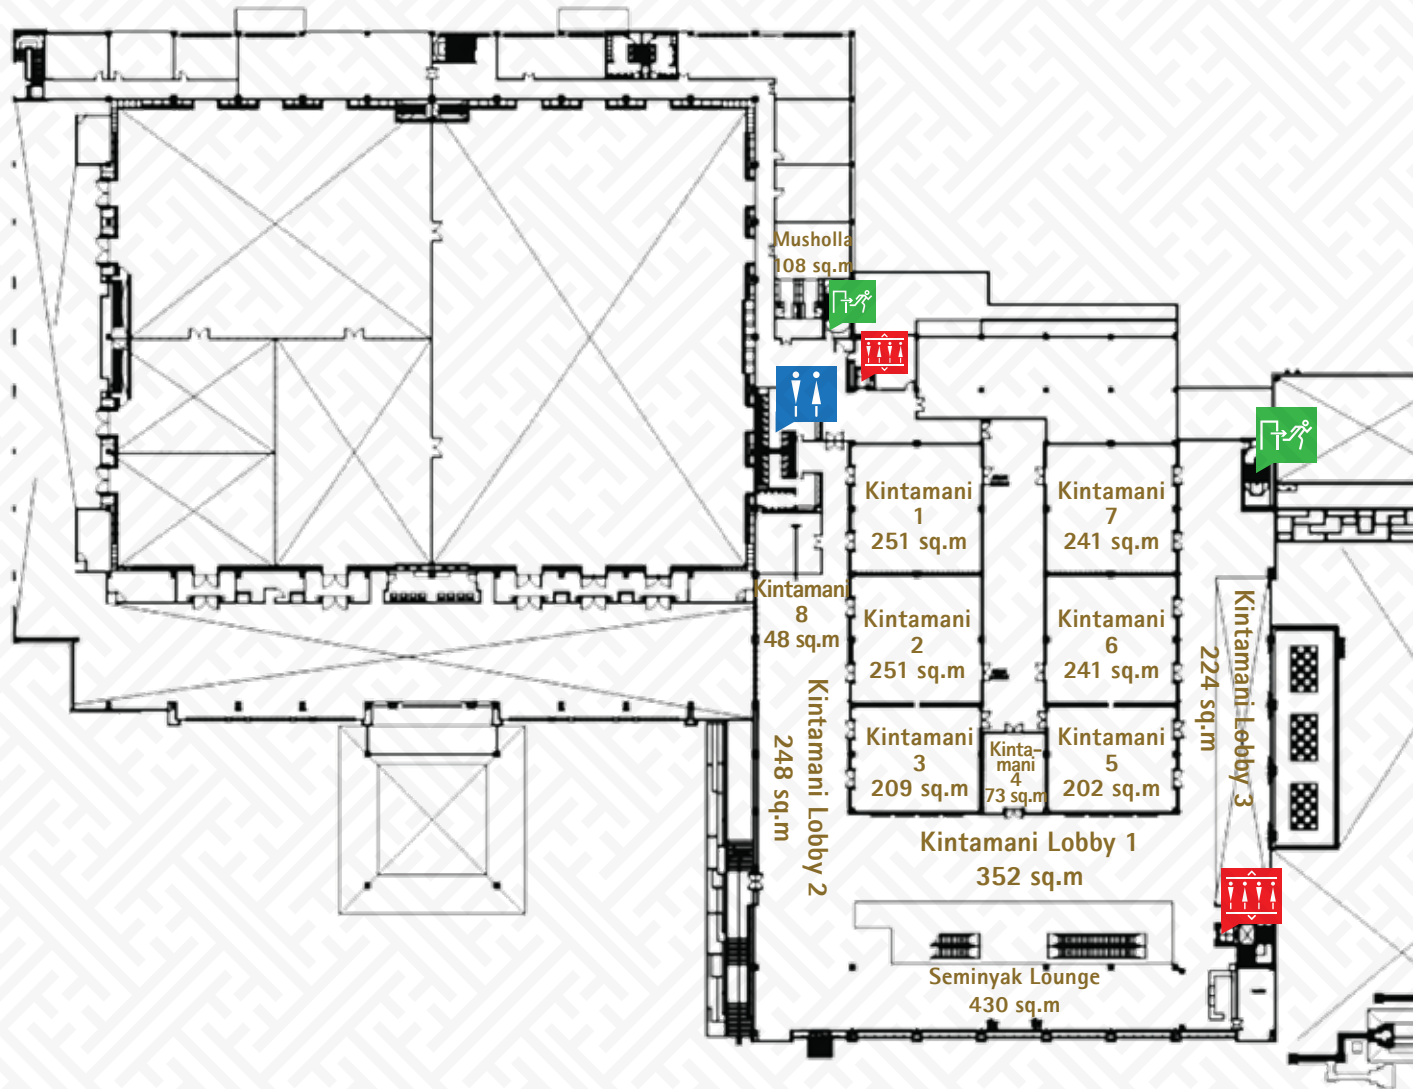 Musholla
108 sq.m
Kintamani
1
251 sq.m
Kintamani
7
241 sq.m
Kintamani
8
48 sq.m
Kintamani
2
251 sq.m
Kintamani
6
241 sq.m
Kintamani Lobby 3
224 sq.m
Kintamani Lobby 2
248 sq.m
Kintamani
3
209 sq.m
Kinta-
mani
4
73 sq.m
Kintamani
5
202 sq.m
Kintamani Lobby 1
352 sq.m
Seminyak Lounge
430 sq.m